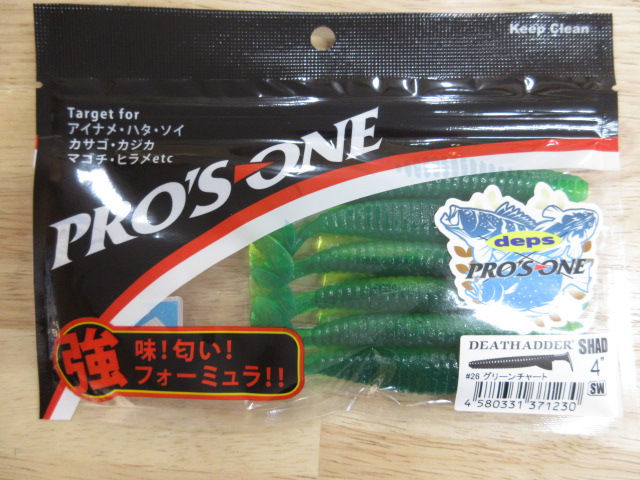 Keep Clean
Target for
アイナメ・ハタ・ソイ
カサゴ・カジカ
マゴチ・ヒラメetc
PRO'S-ONE
deps
PRO'S-ONE
強
味!匂い!
フォーミュラ!!
DEATHADDER SHAD
4"
#26 グリーンチャート
SW
4 580331 371230